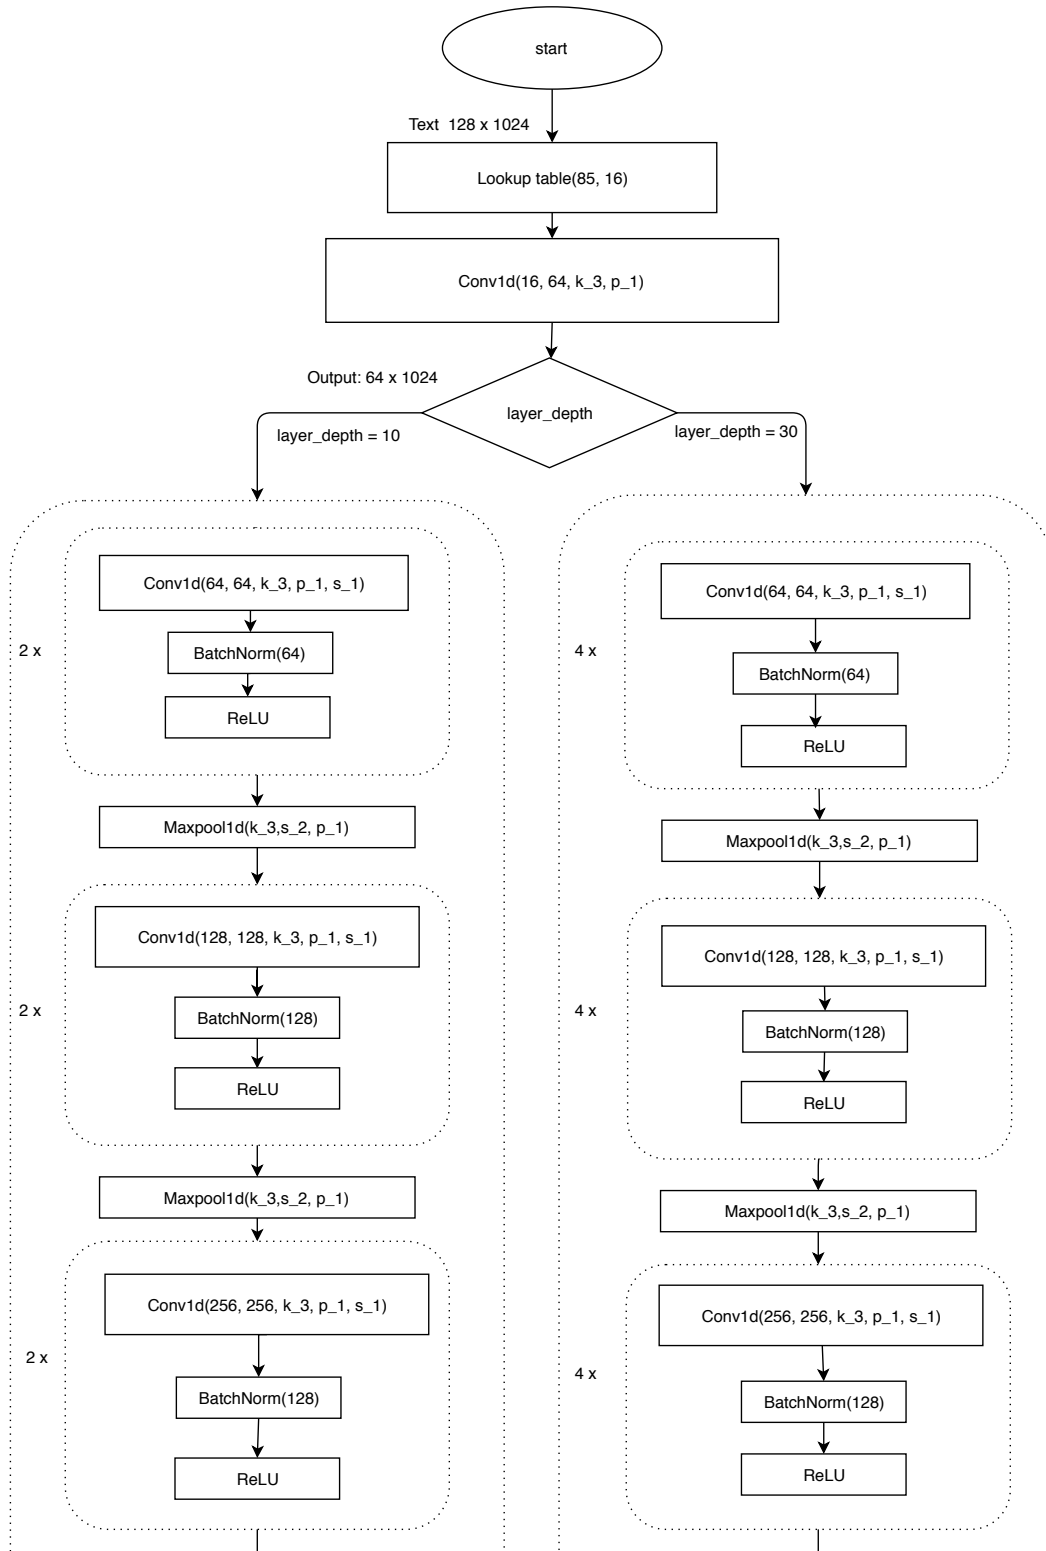 start
Text 128 x 1024
Lookup table(85, 16)
Conv1d(16, 64, k_3, p_1)
Output: 64 x 1024
layer_depth
layer_depth = 10
layer_depth = 30
Conv1d(64, 64, k_3, p_1, s_1)
2 x
BatchNorm(64)
ReLU
Maxpool1d(k_3,s_2, p_1)
Conv1d(128, 128, k_3, p_1, s_1)
2 x
BatchNorm(128)
ReLU
Maxpool1d(k_3,s_2, p_1)
Conv1d(256, 256, k_3, p_1, s_1)
2 x
BatchNorm(128)
ReLU
Conv1d(64, 64, k_3, p_1, s_1)
4 x
BatchNorm(64)
ReLU
Maxpool1d(k_3,s_2, p_1)
Conv1d(128, 128, k_3, p_1, s_1)
4 x
BatchNorm(128)
ReLU
Maxpool1d(k_3,s_2, p_1)
Conv1d(256, 256, k_3, p_1, s_1)
4 x
BatchNorm(128)
ReLU